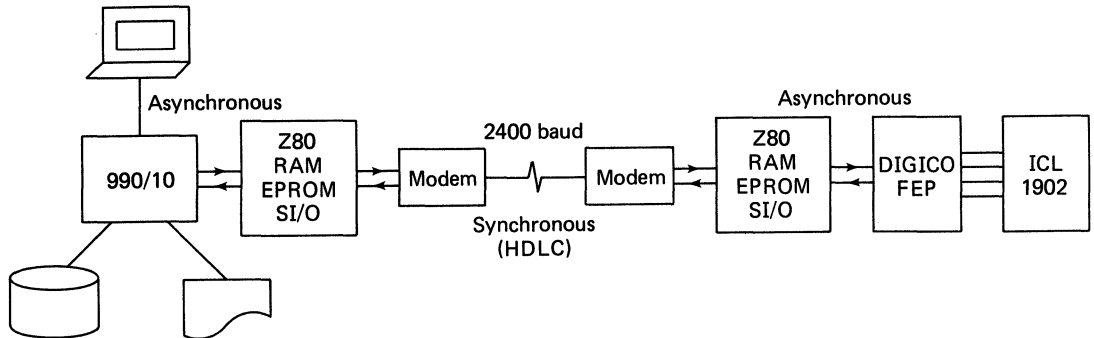 Asynchronous
990/10
Z80
RAM
EPROM
SI/O
Modem
2400 baud
Synchronous
(HDLC)
Modem
Asynchronous
Z80
RAM
EPROM
SI/O
DIGICO
FEP
ICL
1902